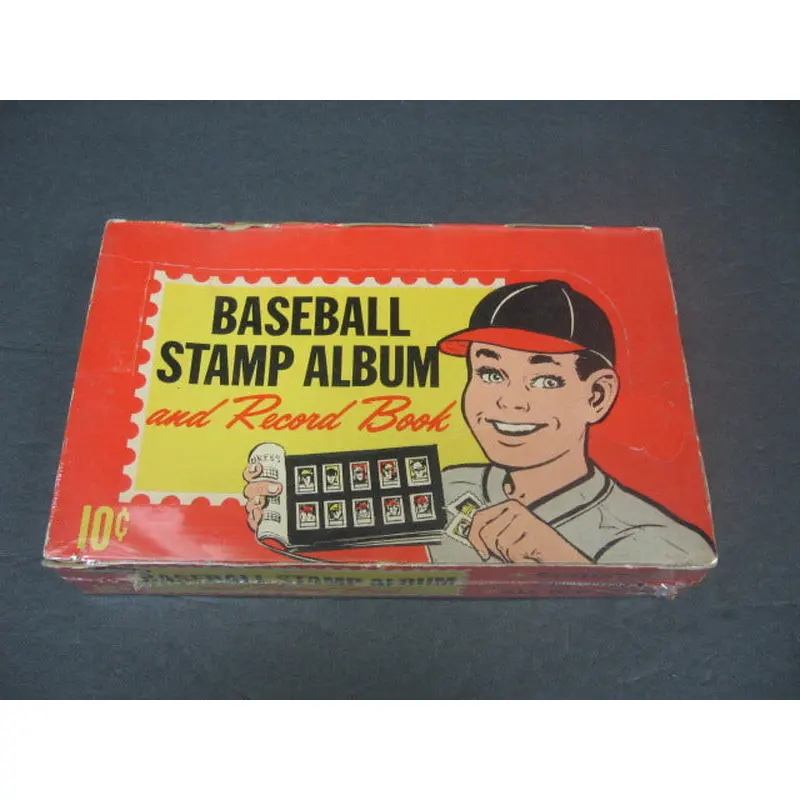 BASEBALL
STAMP ALBUM
and Record Book
10¢
BASEBALL STAMP ALBUM